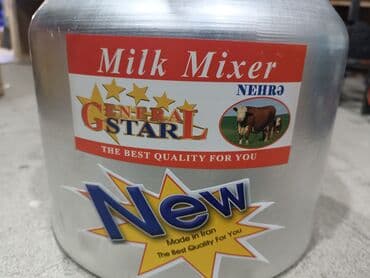 Milk Mixer
NEHRƏ
GENERAL
STAR
THE BEST QUALITY FOR YOU
New
Made in Iran
The Best Quality For You